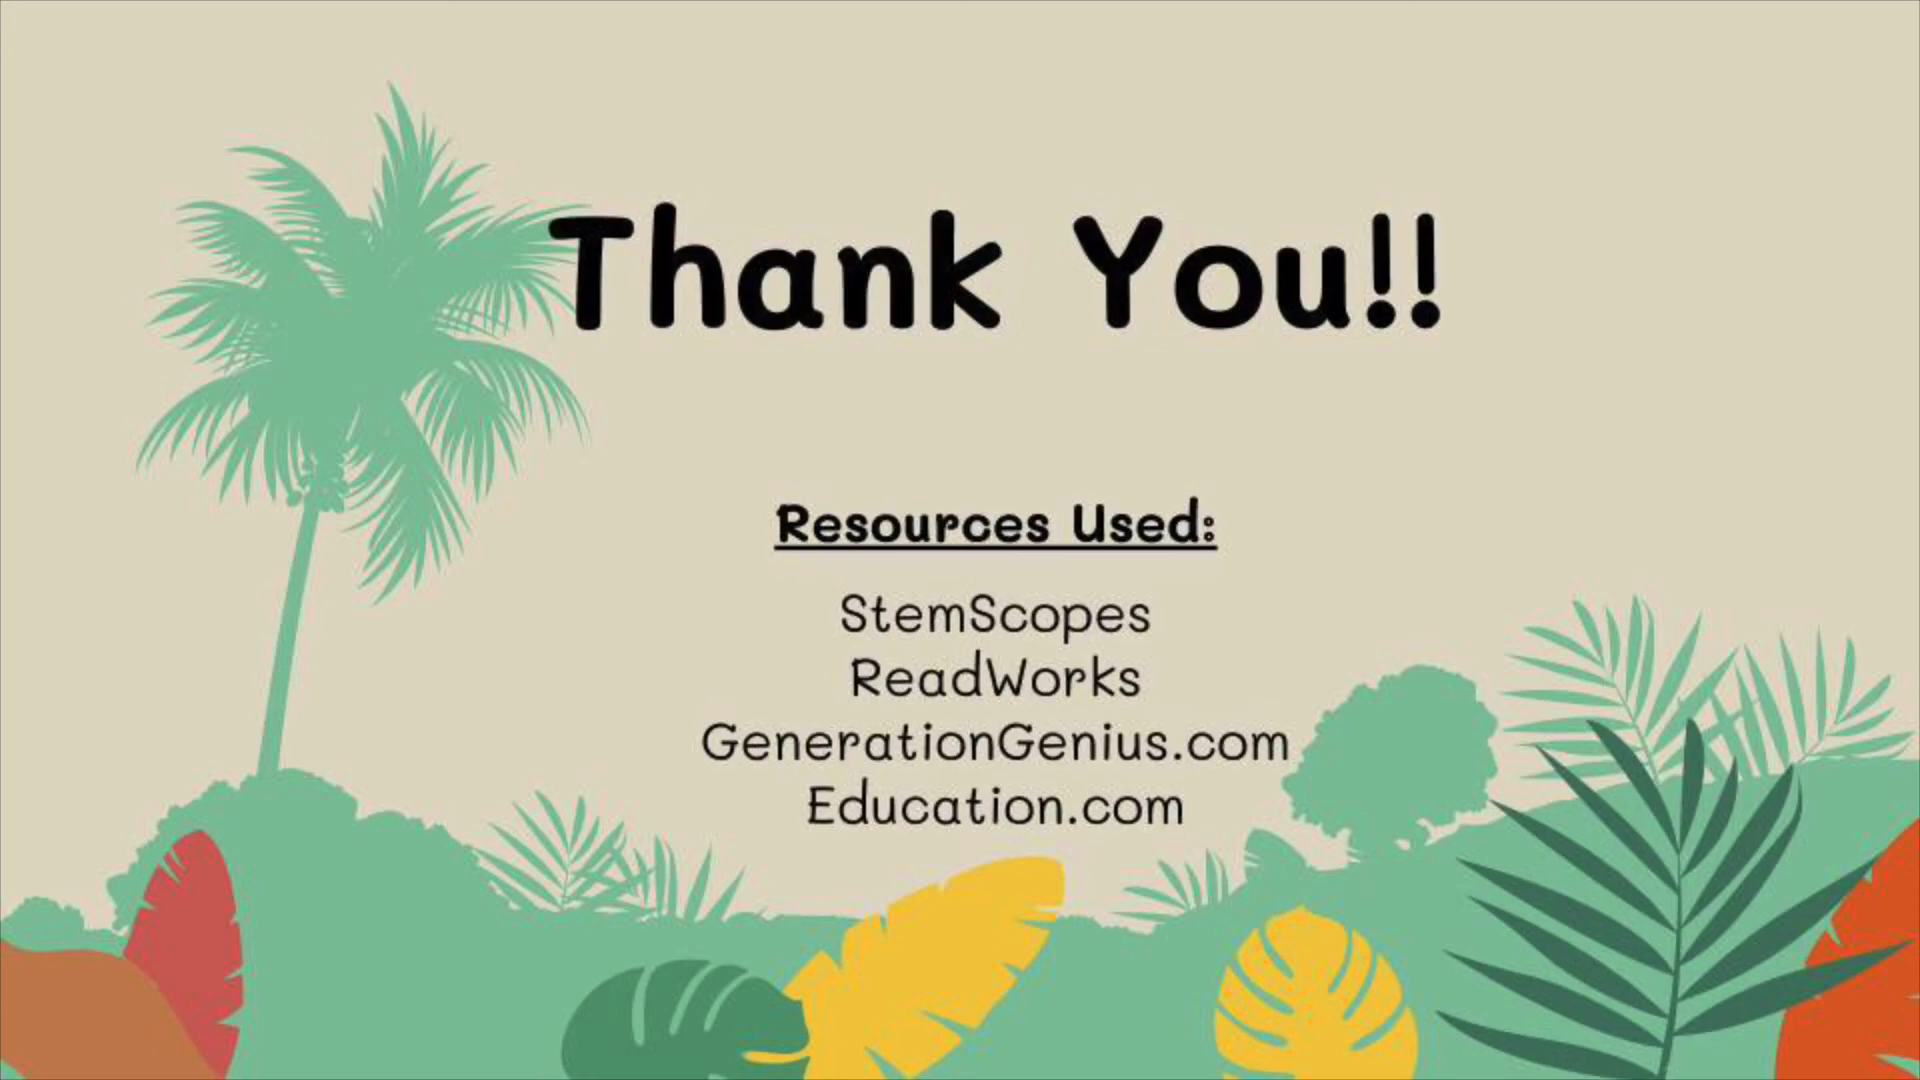 Thank You!!
Resources Used:
StemScopes
ReadWorks
GenerationGenius.com
Education.com